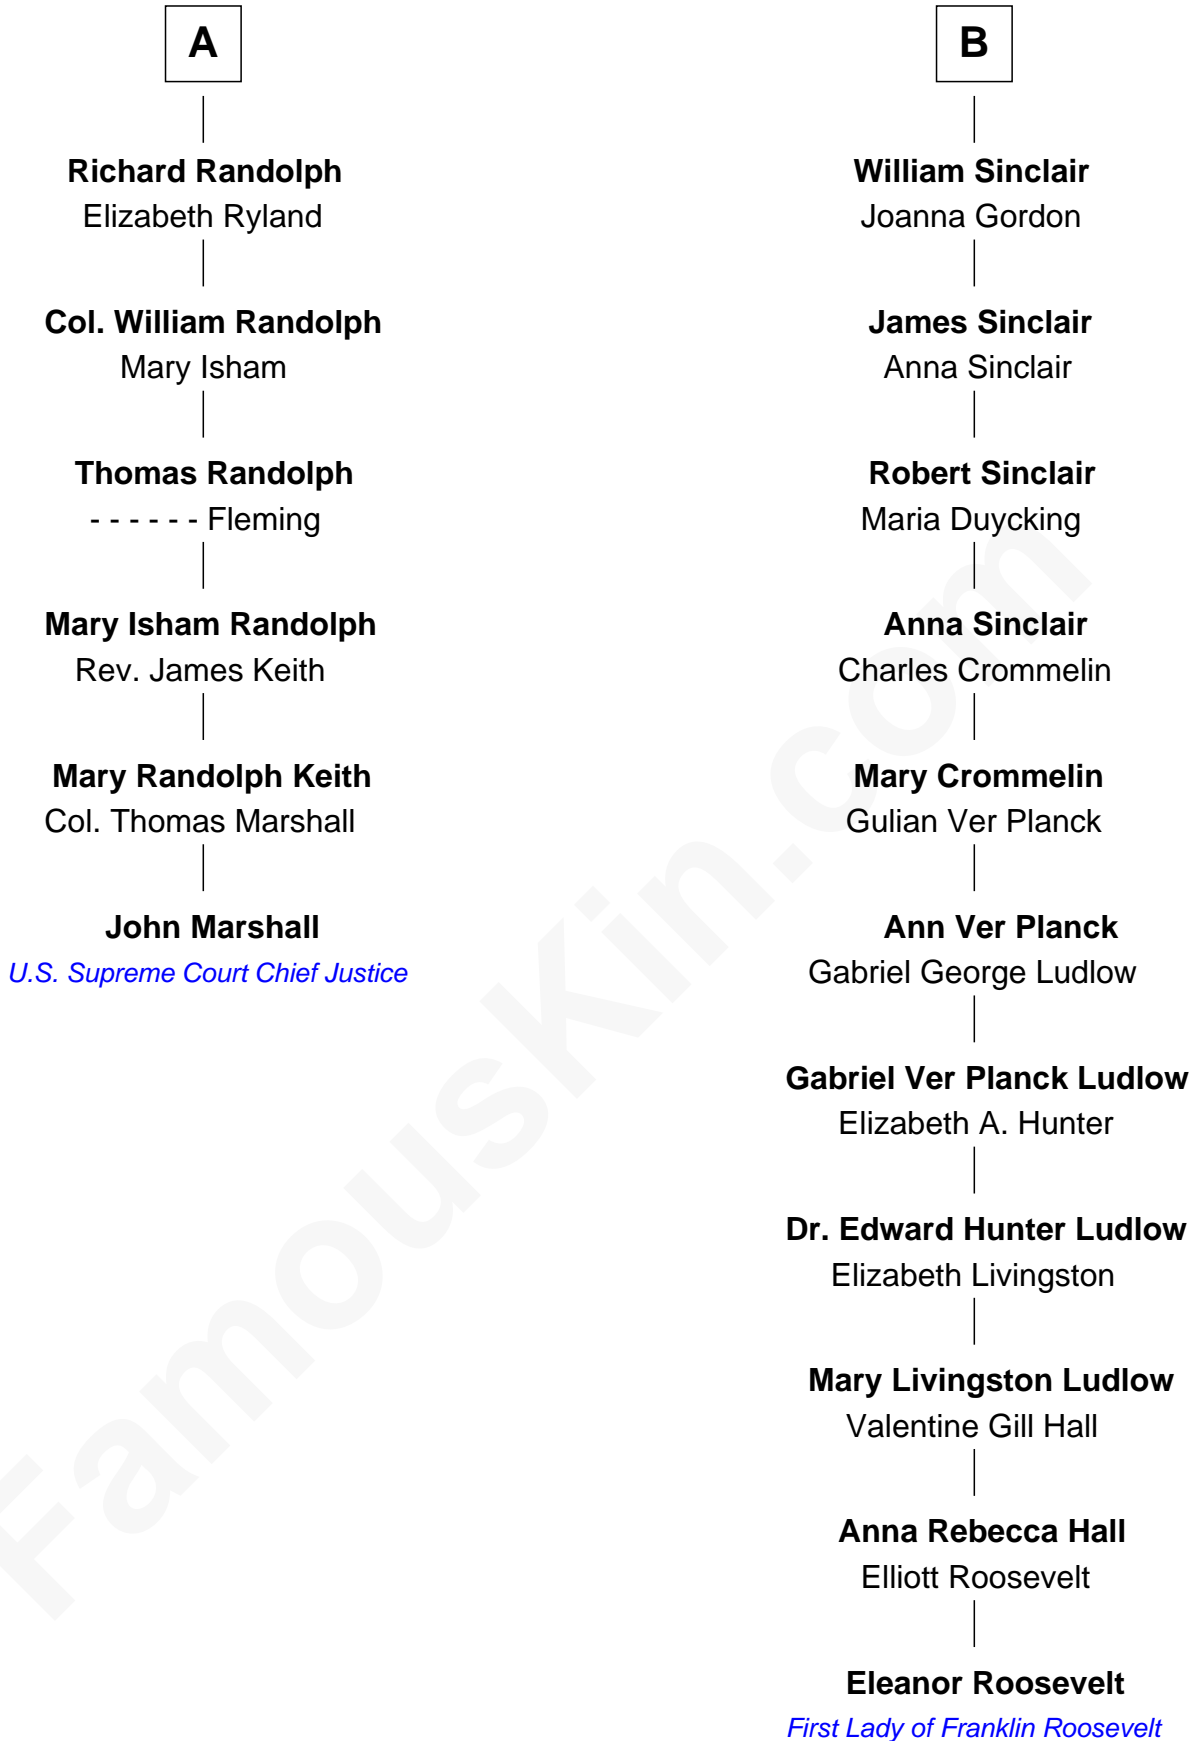 A
Richard Randolph
Elizabeth Ryland
Col. William Randolph
Mary Isham
Thomas Randolph
- - - - - - Fleming
Mary Isham Randolph
Rev. James Keith
Mary Randolph Keith
Col. Thomas Marshall
John Marshall
U.S. Supreme Court Chief Justice
B
William Sinclair
Joanna Gordon
James Sinclair
Anna Sinclair
Robert Sinclair
Maria Duycking
Anna Sinclair
Charles Crommelin
Mary Crommelin
Gulian Ver Planck
Ann Ver Planck
Gabriel George Ludlow
Gabriel Ver Planck Ludlow
Elizabeth A. Hunter
Dr. Edward Hunter Ludlow
Elizabeth Livingston
Mary Livingston Ludlow
Valentine Gill Hall
Anna Rebecca Hall
Elliott Roosevelt
Eleanor Roosevelt
First Lady of Franklin Roosevelt
FamousKin.com